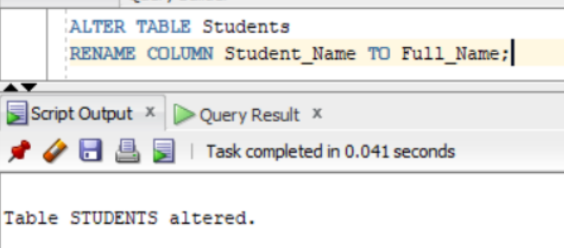 ALTER TABLE Students
RENAME COLUMN Student_Name TO Full_Name;
Script Output x Query Result x
Task completed in 0.041 seconds
Table STUDENTS altered.